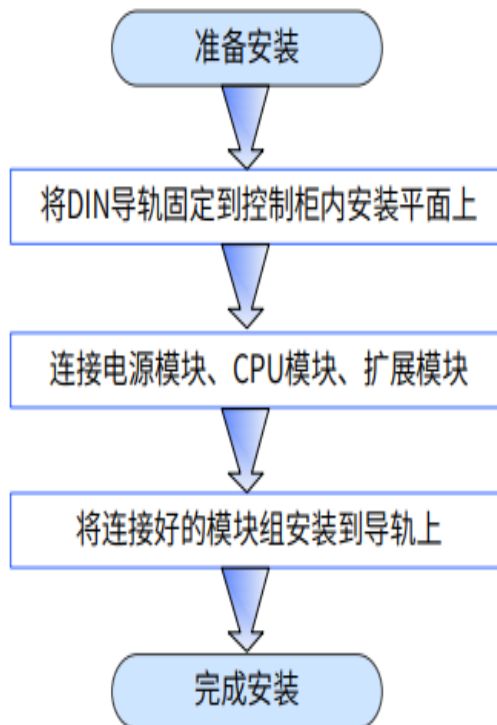 准备安装
将DIN导轨固定到控制柜内安装平面上
连接电源模块、CPU模块、扩展模块
将连接好的模块组安装到导轨上
完成安装